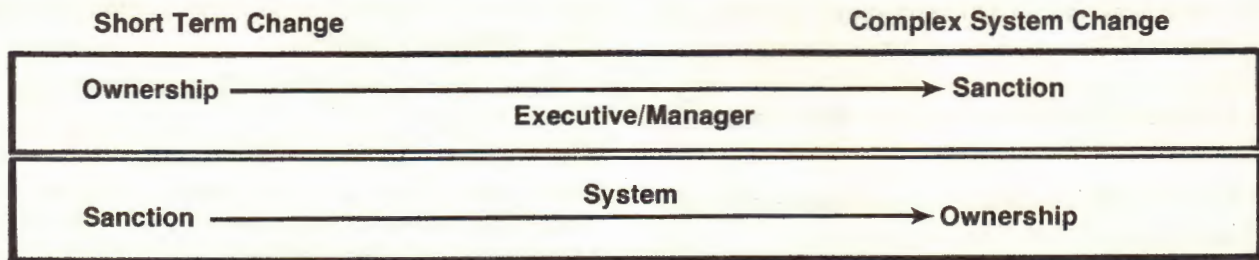 Short Term Change Complex System Change
Ownership Sanction
Executive/Manager
System
Sanction Ownership